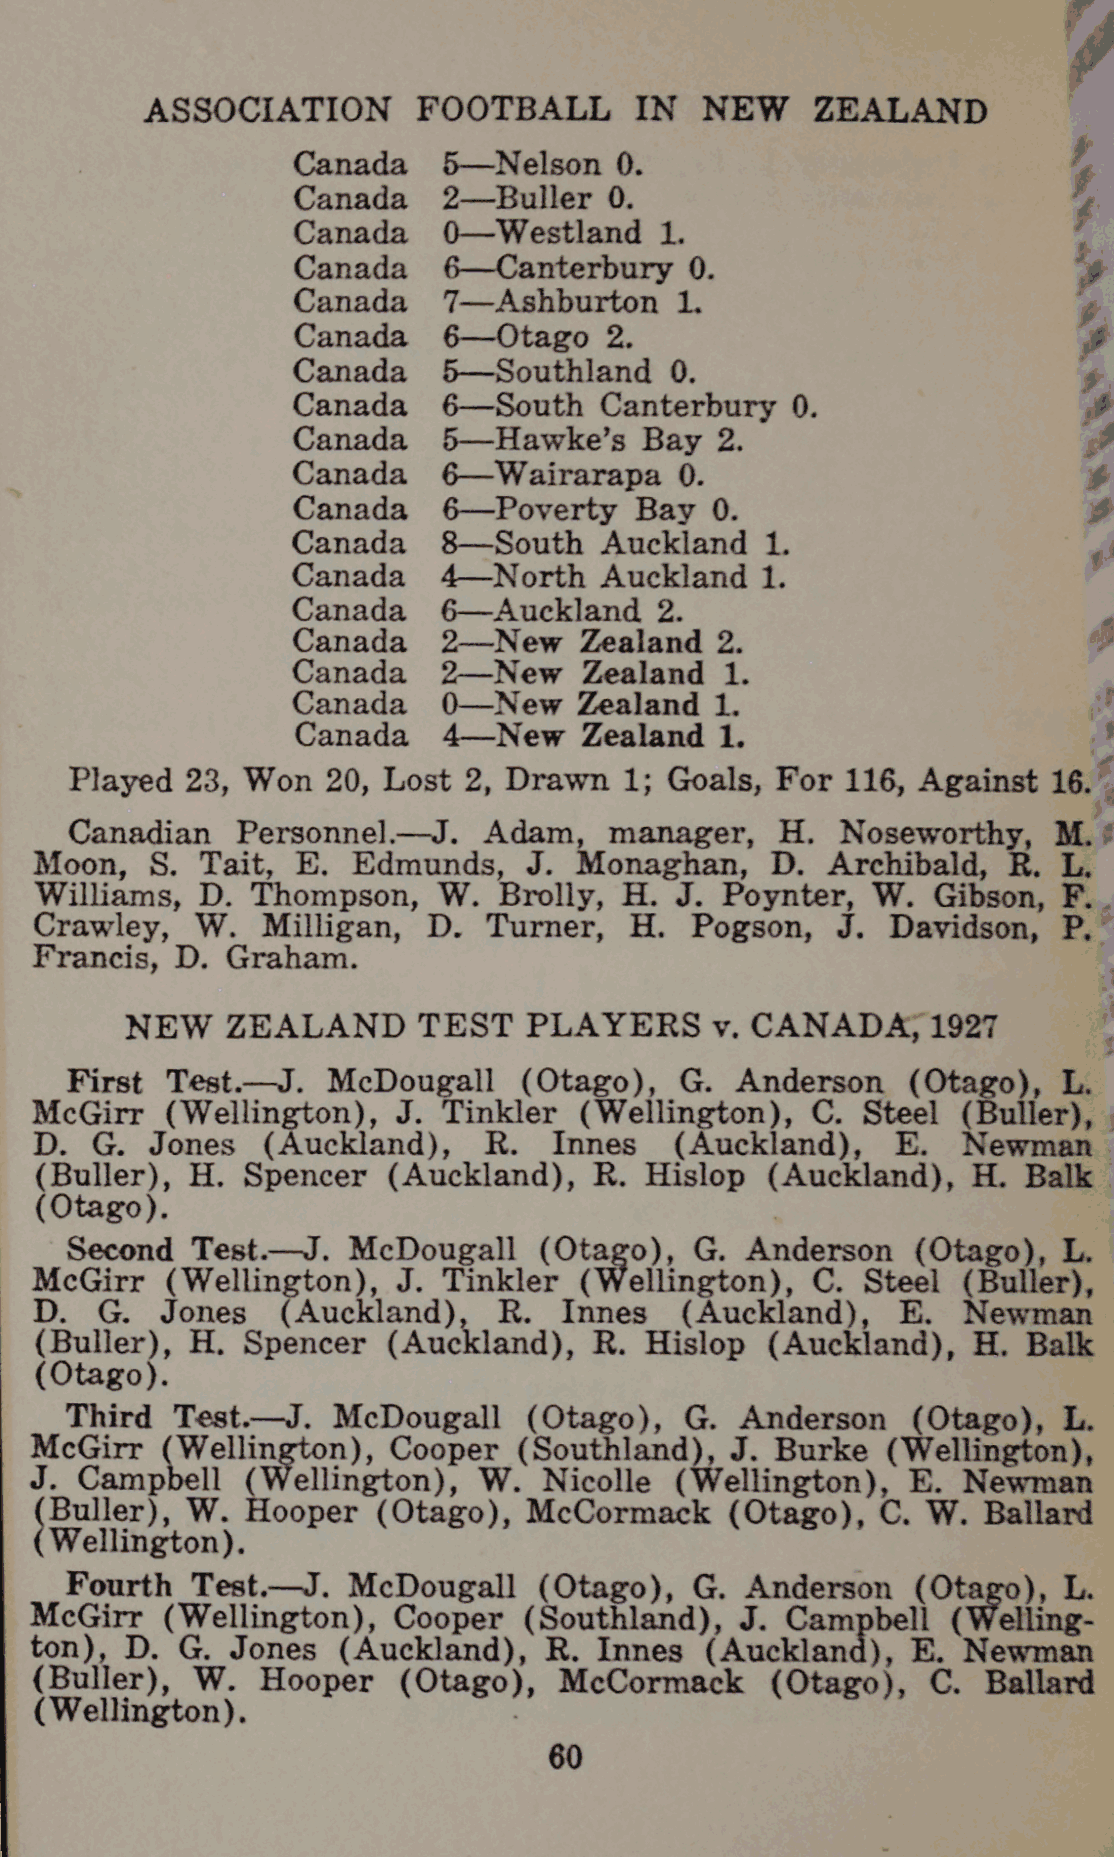 ASSOCIATION FOOTBALL IN NEW ZEALAND
Canada 5—Nelson 0.
Canada 2—Buller 0.
Canada 0—Westland 1.
Canada 6—Canterbury 0.
Canada 7—Ashburton 1.
Canada 6—Otago 2.
Canada 5—Southland 0.
Canada 6—South Canterbury 0.
Canada 5—Hawke's Bay 2.
Canada 6—Wairarapa 0.
Canada 6—Poverty Bay 0.
Canada 8—South Auckland 1.
Canada 4—North Auckland 1.
Canada 6—Auckland 2.
Canada 2—New Zealand 2.
Canada 2—New Zealand 1.
Canada 0—New Zealand 1.
Canada 4—New Zealand 1.
Played 23, Won 20, Lost 2, Drawn 1; Goals, For 116, Against 16.
Canadian Personnel.—J. Adam, manager, H. Noseworthy, M.
Moon, S. Tait, E. Edmunds, J. Monaghan, D. Archibald, R. L.
Williams, D. Thompson, W. Brolly, H. J. Poynter, W. Gibson, F.
Crawley, W. Milligan, D. Turner, H. Pogson, J. Davidson, P.
Francis, D. Graham.
NEW ZEALAND TEST PLAYERS v. CANADA, 1927
First Test.—J. McDougall (Otago), G. Anderson (Otago), L.
McGirr (Wellington), J. Tinkler (Wellington), C. Steel (Buller),
D. G. Jones (Auckland), R. Innes (Auckland), E. Newman
(Buller), H. Spencer (Auckland), R. Hislop (Auckland), H. Balk
(Otago).
Second Test.—J. McDougall (Otago), G. Anderson (Otago), L.
McGirr (Wellington), J. Tinkler (Wellington), C. Steel (Buller),
D. G. Jones (Auckland), R. Innes (Auckland), E. Newman
(Buller), H. Spencer (Auckland), R. Hislop (Auckland), H. Balk
(Otago).
Third Test.—J. McDougall (Otago), G. Anderson (Otago), L.
McGirr (Wellington), Cooper (Southland), J. Burke (Wellington),
J. Campbell (Wellington), W. Nicolle (Wellington), E. Newman
(Buller), W. Hooper (Otago), McCormack (Otago), C. W. Ballard
(Wellington).
Fourth Test.—J. McDougall (Otago), G. Anderson (Otago), L.
McGirr (Wellington), Cooper (Southland), J. Campbell (Welling-
ton), D. G. Jones (Auckland), R. Innes (Auckland), E. Newman
(Buller), W. Hooper (Otago), McCormack (Otago), C. Ballard
(Wellington).
60